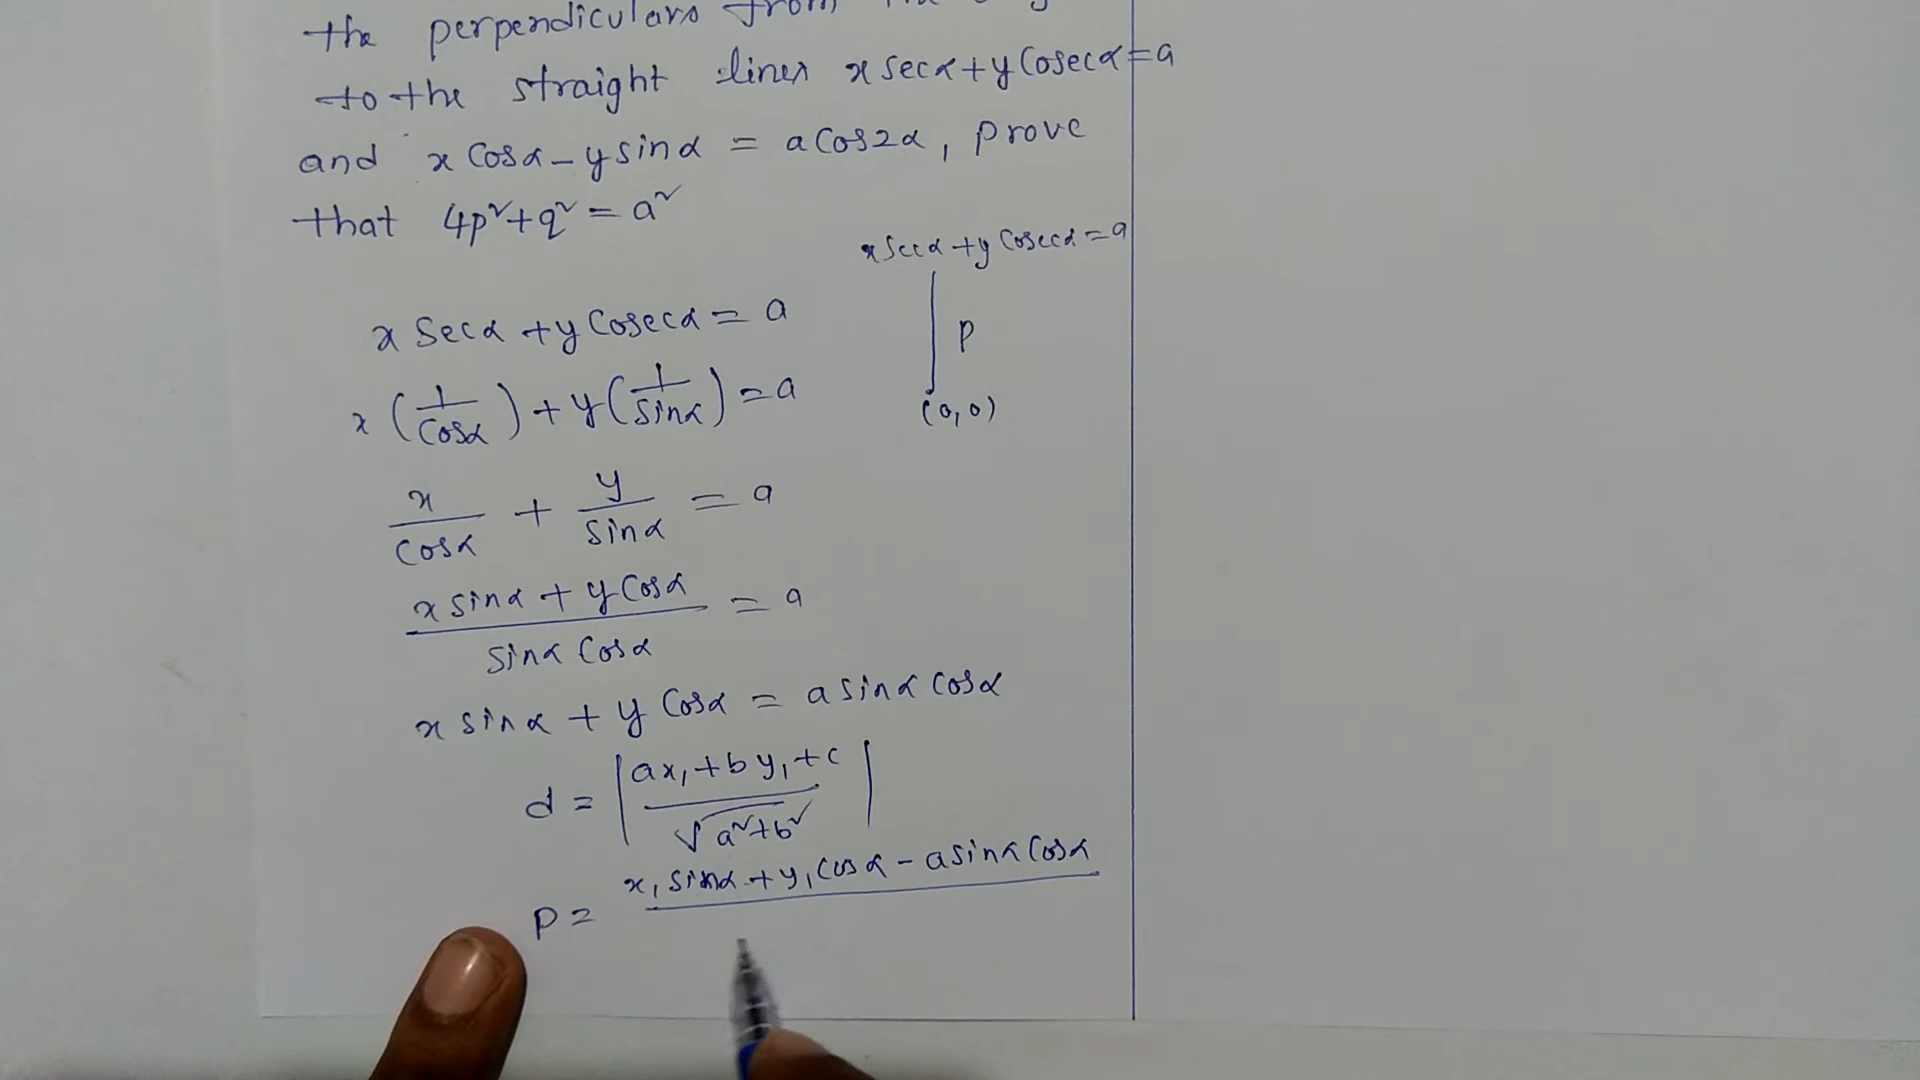 the perpendiculars from
to the straight lines x secα + y cosecα = a
and x cosα - y sinα = a cos2α, prove
that 4p² + q² = a²
x secα + y cosecα = a
p
(0,0)
x secα + y cosecα = a
x (1/cosα) + y (1/sinα) = a
x/cosα + y/sinα = a
(x sinα + y cosα)/(sinα cosα) = a
x sinα + y cosα = a sinα cosα
d = |(ax₁ + by₁ + c)/√(a² + b²)|
p = x₁ sinα + y₁ cosα - a sinα cosα